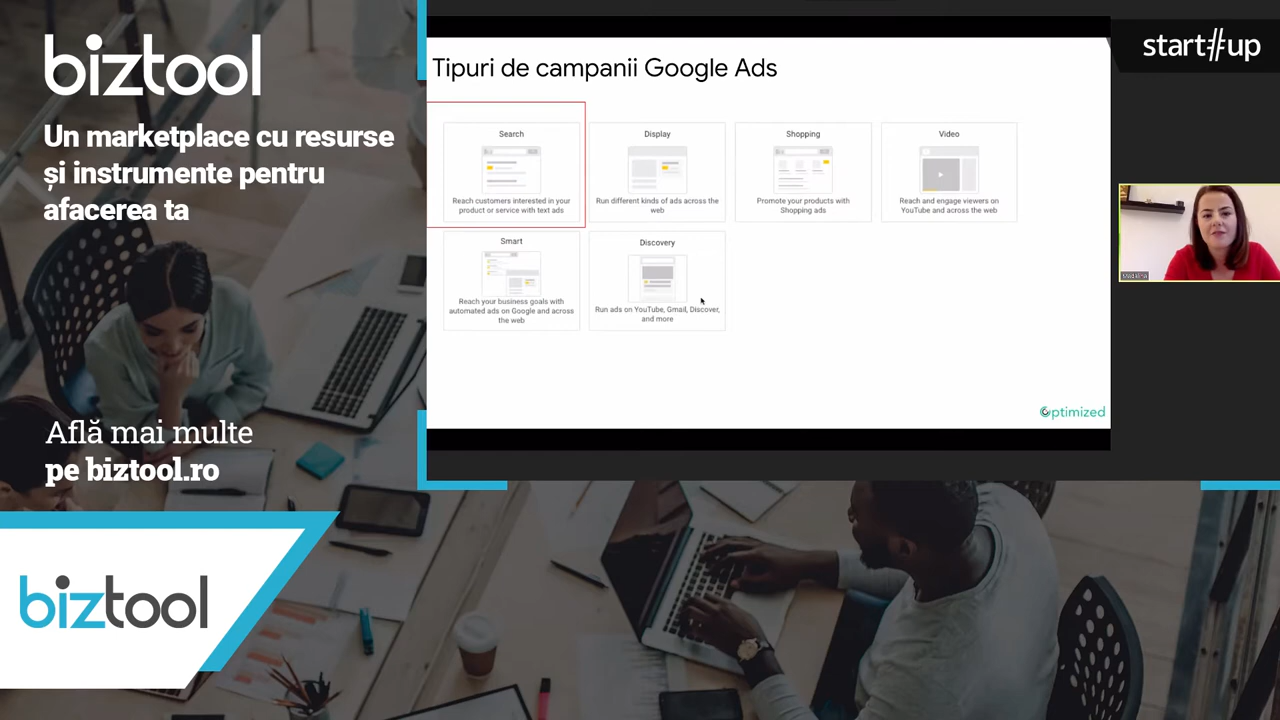 biztool
Un marketplace cu resurse
și instrumente pentru
afacerea ta
Află mai multe
pe biztool.ro
biztool
start#up
Tipuri de campanii Google Ads
Search
Reach customers interested in your
product or service with text ads
Display
Run different kinds of ads across the
web
Shopping
Promote your products with
Shopping ads
Video
Reach and engage viewers on
YouTube and across the web
Smart
Reach your business goals with
automated ads on Google and across
the web
Discovery
Run ads on YouTube, Gmail, Discover,
and more
Optimized